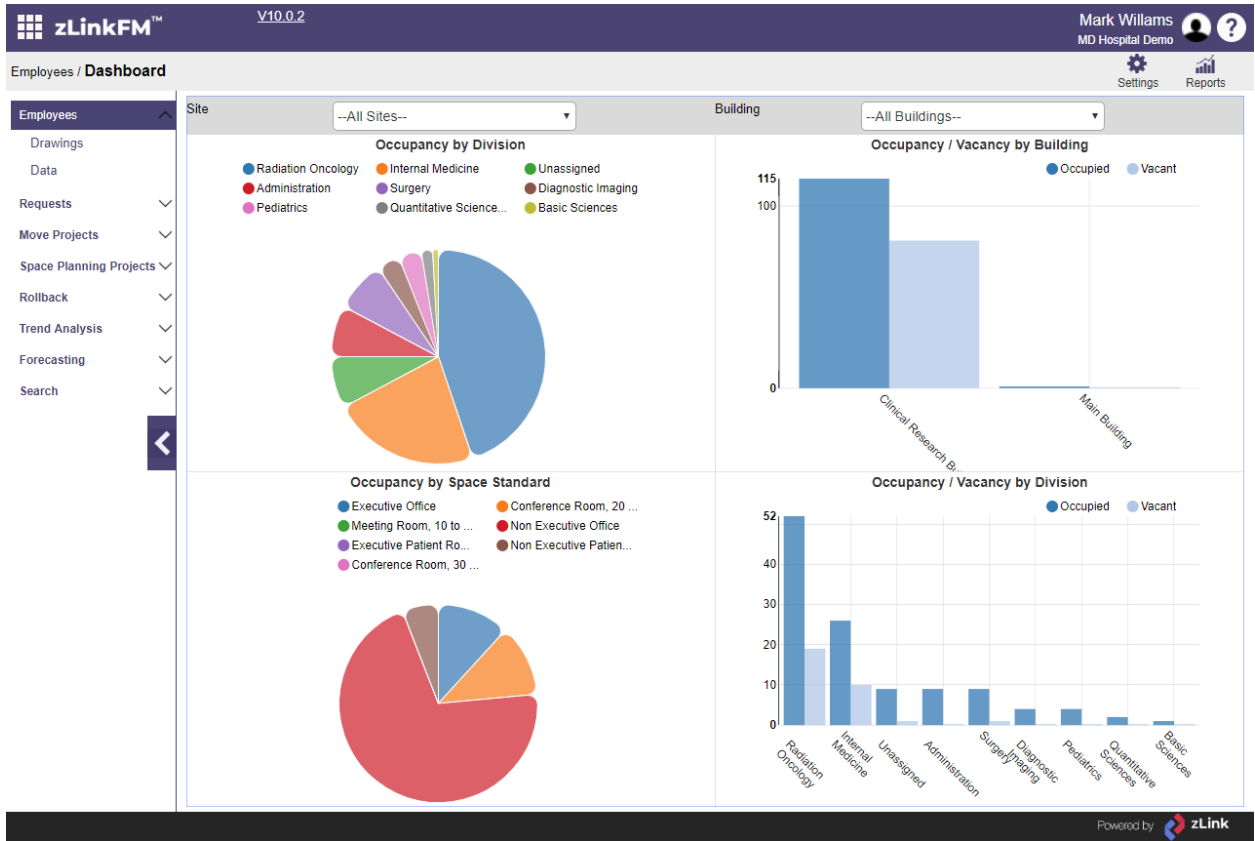 zLinkFM™
V10.0.2
Mark Willams
MD Hospital Demo
?
Employees / Dashboard
Settings
Reports
Employees
Drawings
Data
Requests
Move Projects
Space Planning Projects
Rollback
Trend Analysis
Forecasting
Search
Site
--All Sites--
Building
--All Buildings--
Occupancy by Division
Radiation Oncology Internal Medicine Unassigned
Administration Surgery Diagnostic Imaging
Pediatrics Quantitative Science... Basic Sciences
Occupancy / Vacancy by Building
Occupied Vacant
115
100
0
Clinical Research Bu
Main Building
Occupancy by Space Standard
Executive Office Conference Room, 20 ...
Meeting Room, 10 to ... Non Executive Office
Executive Patient Ro... Non Executive Patien...
Conference Room, 30 ...
Occupancy / Vacancy by Division
Occupied Vacant
52
40
30
20
10
0
Radiation
Oncology
Internal
Medicine
Unassigned
Administration
Surgery
Diagnostic
Imaging
Pediatrics
Quantitative
Sciences
Basic
Sciences
Powered by zLink